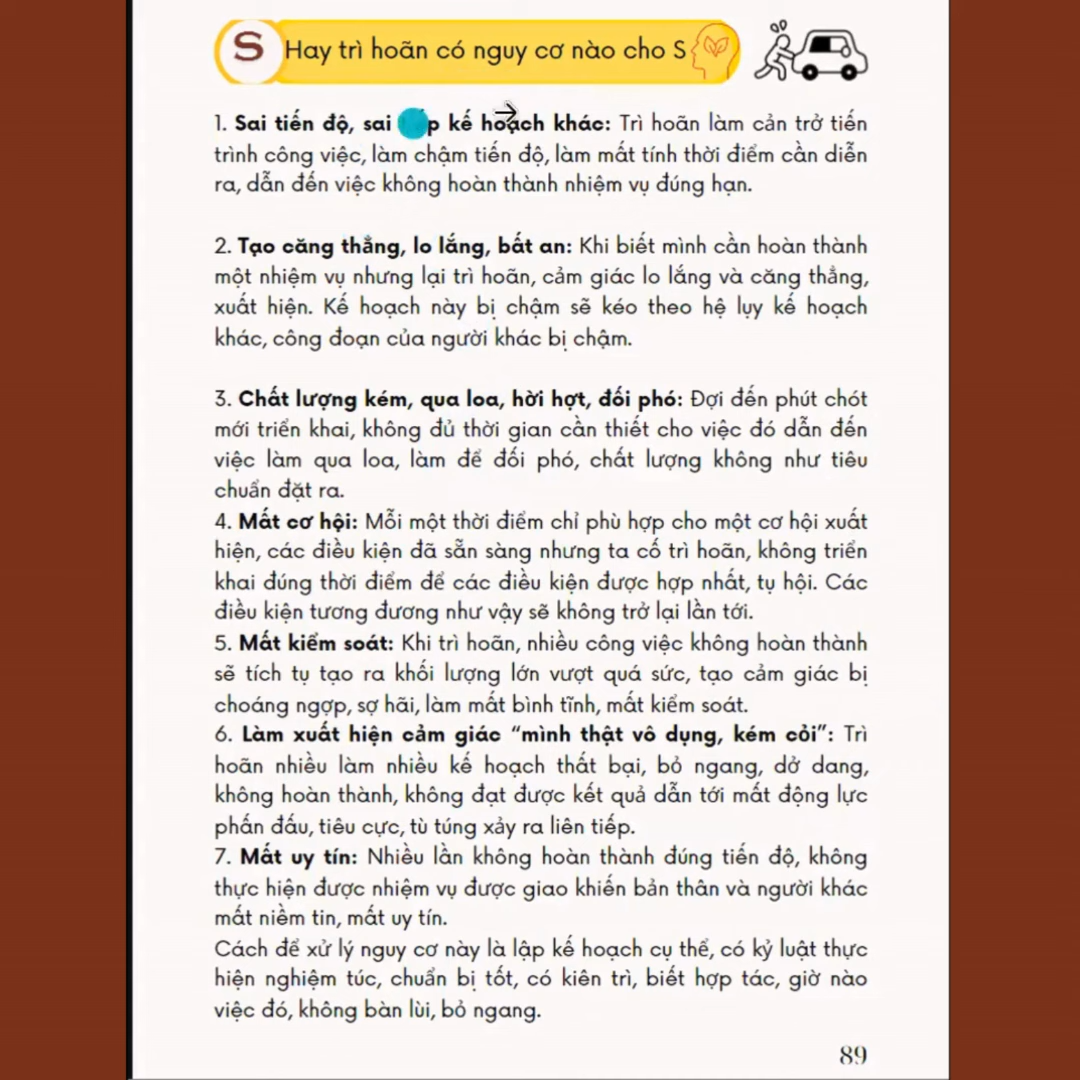 S Hay trì hoãn có nguy cơ nào cho S
1. Sai tiến độ, sai kế hoạch khác: Trì hoãn làm cản trở tiến
trình công việc, làm chậm tiến độ, làm mất tính thời điểm cần diễn
ra, dẫn đến việc không hoàn thành nhiệm vụ đúng hạn.
2. Tạo căng thẳng, lo lắng, bất an: Khi biết mình cần hoàn thành
một nhiệm vụ nhưng lại trì hoãn, cảm giác lo lắng và căng thẳng,
xuất hiện. Kế hoạch này bị chậm sẽ kéo theo hệ lụy kế hoạch
khác, công đoạn của người khác bị chậm.
3. Chất lượng kém, qua loa, hời hợt, đối phó: Đợi đến phút chót
mới triển khai, không đủ thời gian cần thiết cho việc đó dẫn đến
việc làm qua loa, làm để đối phó, chất lượng không như tiêu
chuẩn đặt ra.
4. Mất cơ hội: Mỗi một thời điểm chỉ phù hợp cho một cơ hội xuất
hiện, các điều kiện đã sẵn sàng nhưng ta cố trì hoãn, không triển
khai đúng thời điểm để các điều kiện được hợp nhất, tụ hội. Các
điều kiện tương đương như vậy sẽ không trở lại lần tới.
5. Mất kiểm soát: Khi trì hoãn, nhiều công việc không hoàn thành
sẽ tích tụ tạo ra khối lượng lớn vượt quá sức, tạo cảm giác bị
choáng ngợp, sợ hãi, làm mất bình tĩnh, mất kiểm soát.
6. Làm xuất hiện cảm giác “mình thật vô dụng, kém cỏi”: Trì
hoãn nhiều làm nhiều kế hoạch thất bại, bỏ ngang, dở dang,
không hoàn thành, không đạt được kết quả dẫn tới mất động lực
phấn đấu, tiêu cực, tù túng xảy ra liên tiếp.
7. Mất uy tín: Nhiều lần không hoàn thành đúng tiến độ, không
thực hiện được nhiệm vụ được giao khiến bản thân và người khác
mất niềm tin, mất uy tín.
Cách để xử lý nguy cơ này là lập kế hoạch cụ thể, có kỷ luật thực
hiện nghiệm túc, chuẩn bị tốt, có kiên trì, biết hợp tác, giờ nào
việc đó, không bàn lùi, bỏ ngang.
89